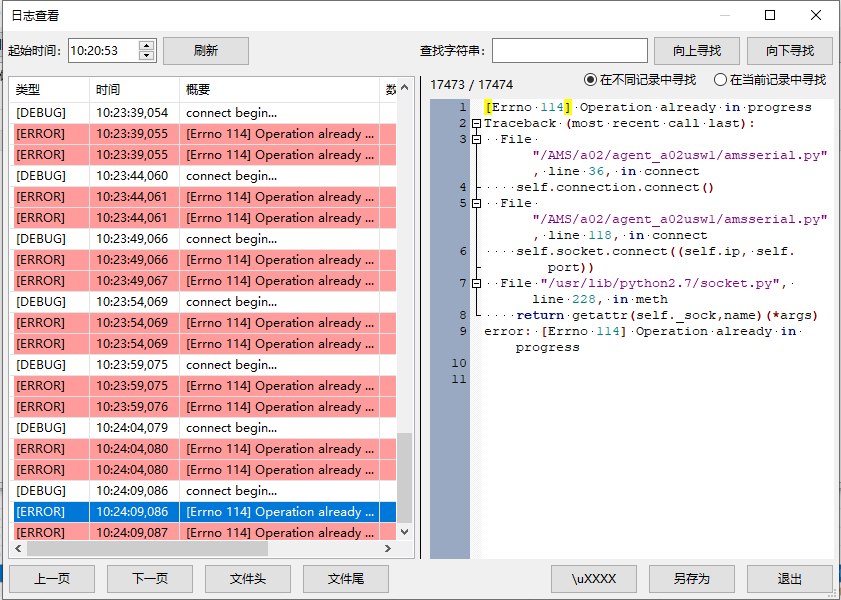 日志查看
起始时间: 10:20:53 刷新 查找字符串: 向上寻找 向下寻找
17473 / 17474 在不同记录中寻找 在当前记录中寻找
类型 时间 概要 数
[DEBUG] 10:23:39,054 connect begin...
[ERROR] 10:23:39,055 [Errno 114] Operation already ...
[ERROR] 10:23:39,055 [Errno 114] Operation already ...
[DEBUG] 10:23:44,060 connect begin...
[ERROR] 10:23:44,061 [Errno 114] Operation already ...
[ERROR] 10:23:44,061 [Errno 114] Operation already ...
[DEBUG] 10:23:49,066 connect begin...
[ERROR] 10:23:49,066 [Errno 114] Operation already ...
[ERROR] 10:23:49,067 [Errno 114] Operation already ...
[DEBUG] 10:23:54,069 connect begin...
[ERROR] 10:23:54,069 [Errno 114] Operation already ...
[ERROR] 10:23:54,069 [Errno 114] Operation already ...
[DEBUG] 10:23:59,075 connect begin...
[ERROR] 10:23:59,075 [Errno 114] Operation already ...
[ERROR] 10:23:59,076 [Errno 114] Operation already ...
[DEBUG] 10:24:04,079 connect begin...
[ERROR] 10:24:04,080 [Errno 114] Operation already ...
[ERROR] 10:24:04,080 [Errno 114] Operation already ...
[DEBUG] 10:24:09,086 connect begin...
[ERROR] 10:24:09,086 [Errno 114] Operation already ...
[ERROR] 10:24:09,087 [Errno 114] Operation already ...
1 [Errno 114] Operation already in progress
2 Traceback (most recent call last):
3 File
"/AMS/a02/agent_a02usw1/amsserial.py"
, line 36, in connect
4 self.connection.connect()
5 File
"/AMS/a02/agent_a02usw1/amsserial.py"
, line 118, in connect
6 self.socket.connect((self.ip, self.
port))
7 File "/usr/lib/python2.7/socket.py",
line 228, in meth
8 return getattr(self._sock,name)(*args)
9 error: [Errno 114] Operation already in
progress
10
11
上一页 下一页 文件头 文件尾 \uXXXX 另存为 退出